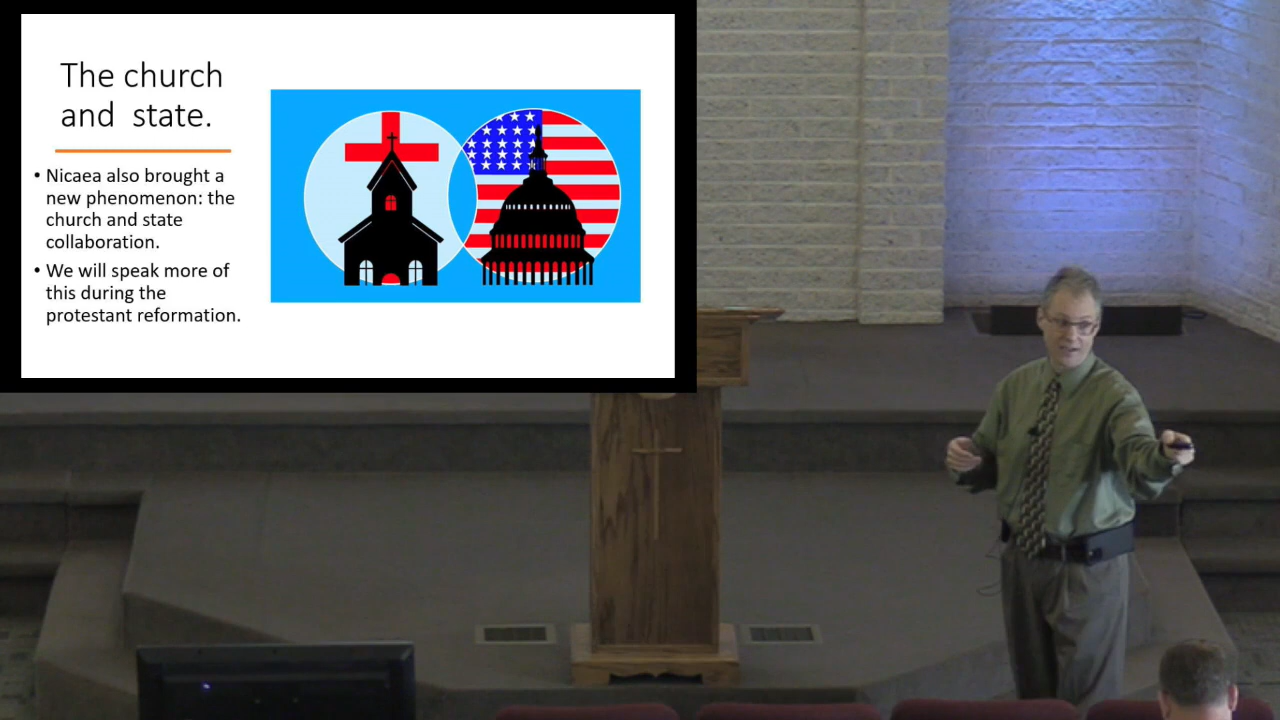 The church
and  state.
• Nicaea also brought a
new phenomenon: the
church and state
collaboration.
• We will speak more of
this during the
protestant reformation.